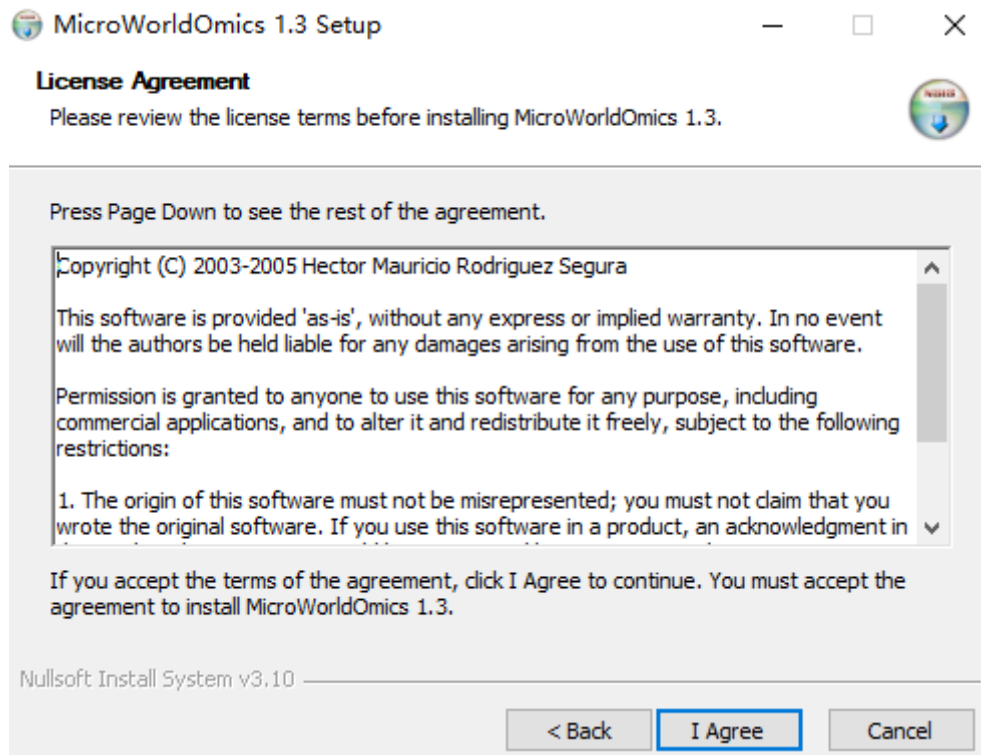 MicroWorldOmics 1.3 Setup
License Agreement
Please review the license terms before installing MicroWorldOmics 1.3.
Press Page Down to see the rest of the agreement.
Copyright (C) 2003-2005 Hector Mauricio Rodriguez Segura
This software is provided 'as-is', without any express or implied warranty. In no event
will the authors be held liable for any damages arising from the use of this software.
Permission is granted to anyone to use this software for any purpose, including
commercial applications, and to alter it and redistribute it freely, subject to the following
restrictions:
1. The origin of this software must not be misrepresented; you must not claim that you
wrote the original software. If you use this software in a product, an acknowledgment in
If you accept the terms of the agreement, click I Agree to continue. You must accept the
agreement to install MicroWorldOmics 1.3.
Nullsoft Install System v3.10
< Back
I Agree
Cancel